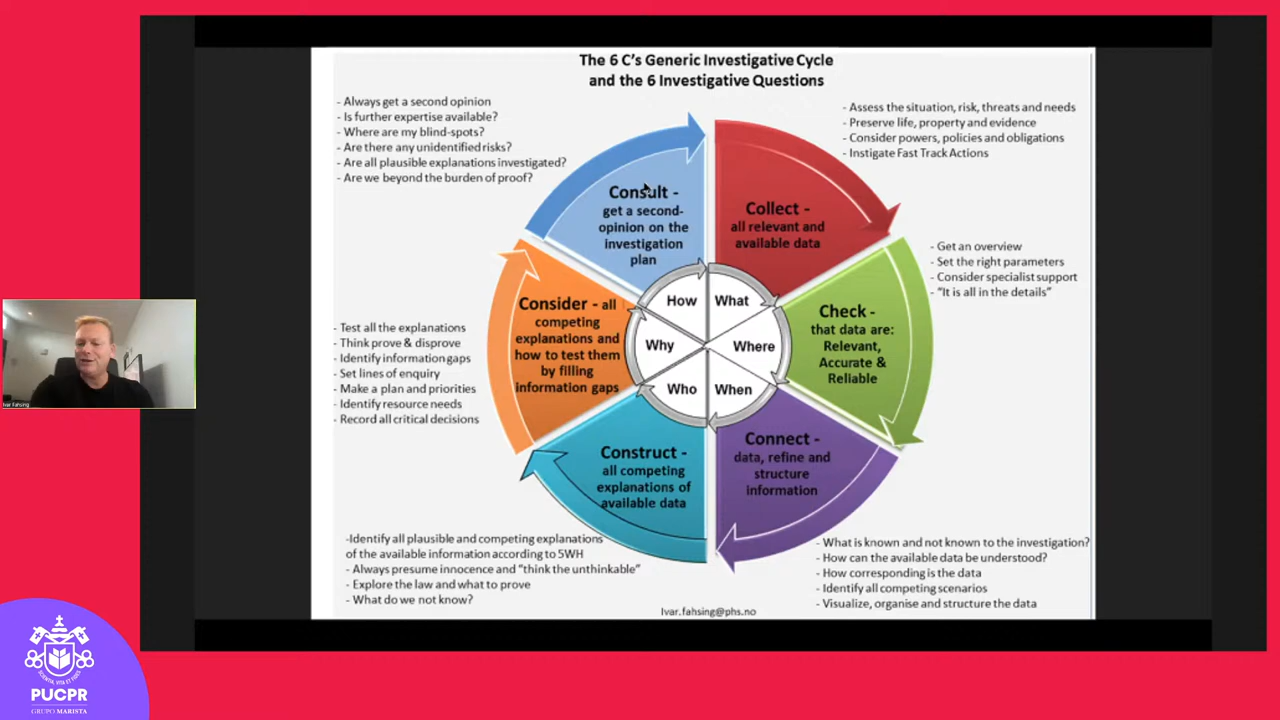 The 6 C's Generic Investigative Cycle
and the 6 Investigative Questions
- Always get a second opinion
- Is further expertise available?
- Where are my blind-spots?
- Are there any unidentified risks?
- Are all plausible explanations investigated?
- Are we beyond the burden of proof?
- Assess the situation, risk, threats and needs
- Preserve life, property and evidence
- Consider powers, policies and obligations
- Instigate Fast Track Actions
Consult -
get a second-
opinion on the
investigation
plan
Collect -
all relevant and
available data
- Get an overview
- Set the right parameters
- Consider specialist support
- "It is all in the details"
Check -
that data are:
Relevant,
Accurate &
Reliable
Consider - all
competing
explanations and
how to test them
by filling
information gaps
How
What
Why
Where
Who
When
- Test all the explanations
- Think prove & disprove
- Identify information gaps
- Set lines of enquiry
- Make a plan and priorities
- Identify resource needs
- Record all critical decisions
Construct -
all competing
explanations of
available data
Connect -
data, refine and
structure
information
-Identify all plausible and competing explanations
of the available information according to 5WH
- Always presume innocence and "think the unthinkable"
- Explore the law and what to prove
- What do we not know?
- What is known and not known to the investigation?
- How can the available data be understood?
- How corresponding is the data
- Identify all competing scenarios
- Visualize, organise and structure the data
Ivar.fahsing@phs.no
Ivar Fahsing
PUCPR
GRUPO MARISTA